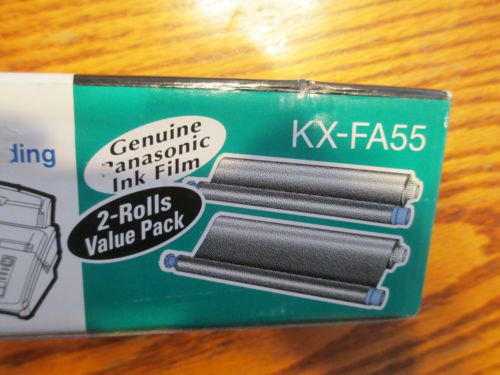 Genuine
Panasonic
Ink Film
KX-FA55
ding
2-Rolls
Value Pack